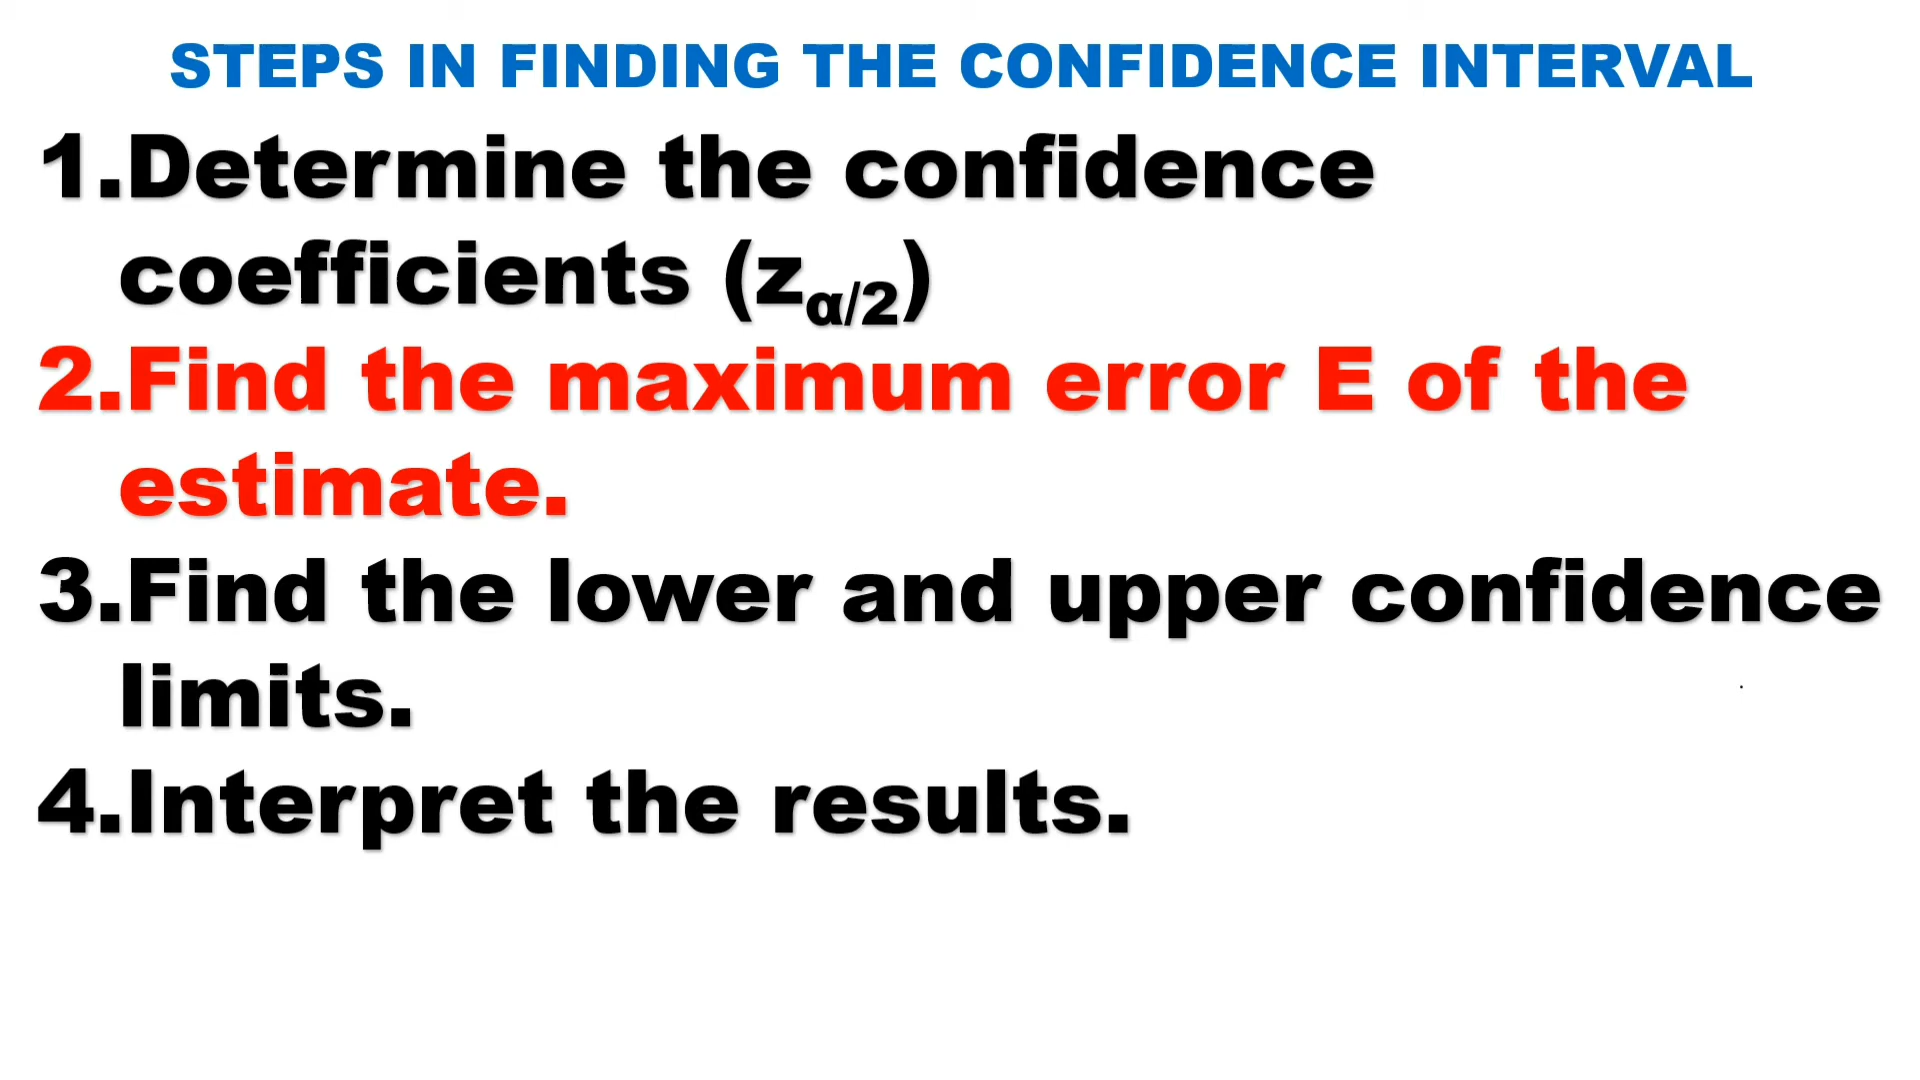 STEPS IN FINDING THE CONFIDENCE INTERVAL
1.Determine the confidence
coefficients (zα/2)
2.Find the maximum error E of the
estimate.
3.Find the lower and upper confidence
limits.
4.Interpret the results.